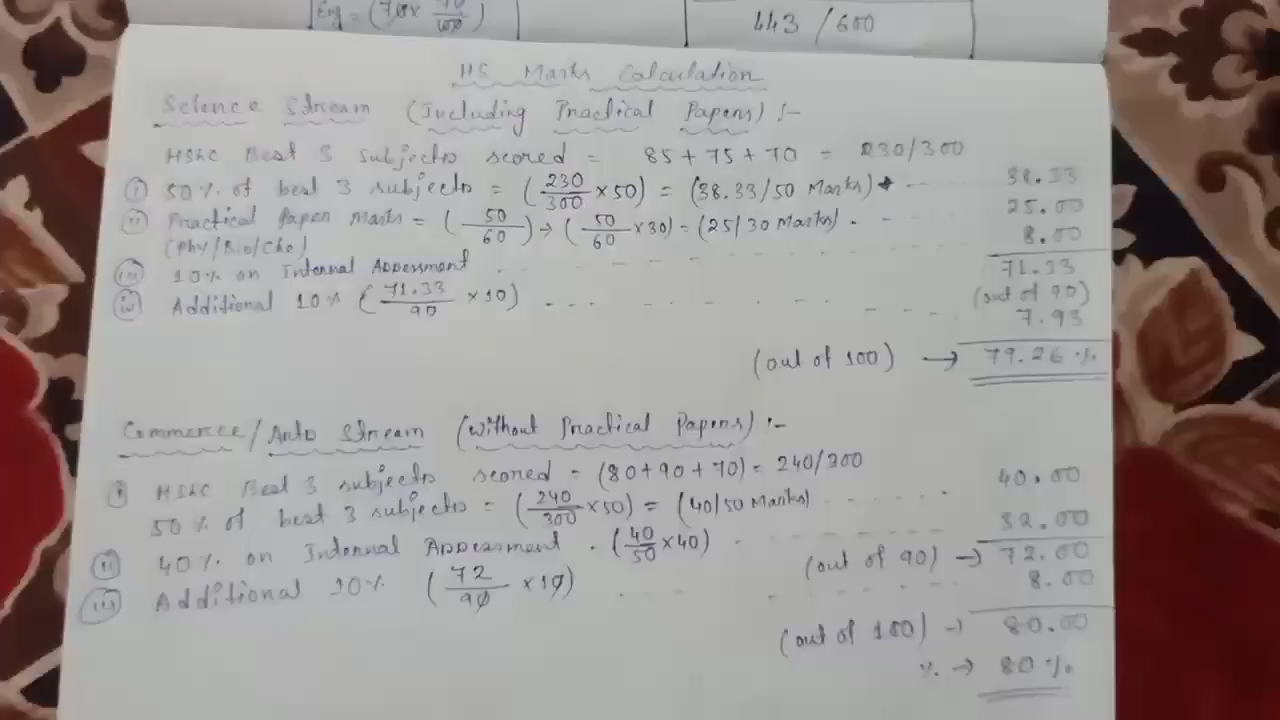 Eng = (70 × 70/100)
443 / 600
HS Marks Calculation
Science Stream (Including Practical Papers) :-
HSLC Best 3 subjects scored = 85 + 75 + 70 = 230/300
(i) 50% of best 3 subjects = (230/300 × 50) = (38.33/50 Marks) 38.33
(ii) Practical Paper Marks = (50/60) → (50/60 × 30) = (25/30 Marks) 25.00
(Phy/Bio/Che) 8.00
(iii) 10% on Internal Assessment 71.33
(out of 90)
(iv) Additional 10% (71.33/90 × 10) 7.93
(out of 100) → 79.26 %
Commerce/Arts Stream (Without Practical Papers) :-
(i) HSLC Best 3 subjects scored = (80 + 90 + 70) = 240/300
50% of best 3 subjects = (240/300 × 50) = (40/50 Marks) 40.00
(ii) 40% on Internal Assessment . (40/50 × 40) 32.00
(out of 90) → 72.00
(iii) Additional 10% (72/90 × 10) 8.00
(out of 100) → 80.00
% → 80 %